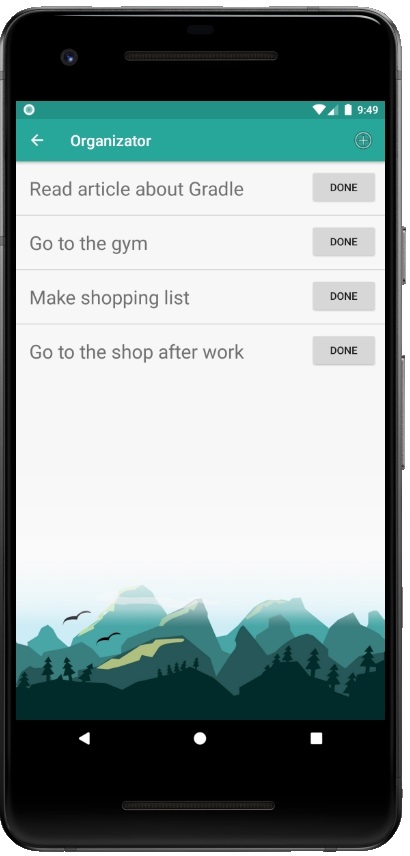 9:49
Organizator
Read article about Gradle DONE
Go to the gym DONE
Make shopping list DONE
Go to the shop after work DONE